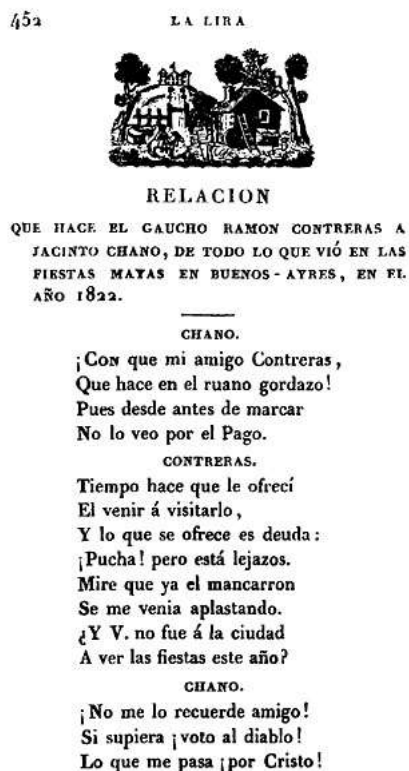 452
LA LIRA
RELACION
QUE HACE EL GAUCHO RAMON CONTRERAS A
JACINTO CHANO, DE TODO LO QUE VIÓ EN LAS
FIESTAS MAYAS EN BUENOS-AYRES, EN EL
AÑO 1822.
CHANO.
¡CON que mi amigo Contreras,
Que hace en el ruano gordazo!
Pues desde antes de marcar
No lo veo por el Pago.
CONTRERAS.
Tiempo hace que le ofrecí
El venir á visitarlo,
Y lo que se ofrece es deuda:
¡Pucha! pero está lejazos.
Mire que ya el mancarron
Se me venia aplastando.
¿Y V. no fue á la ciudad
A ver las fiestas este año?
CHANO.
¡No me lo recuerde amigo!
Si supiera ¡voto al diablo!
Lo que me pasa ¡por Cristo!